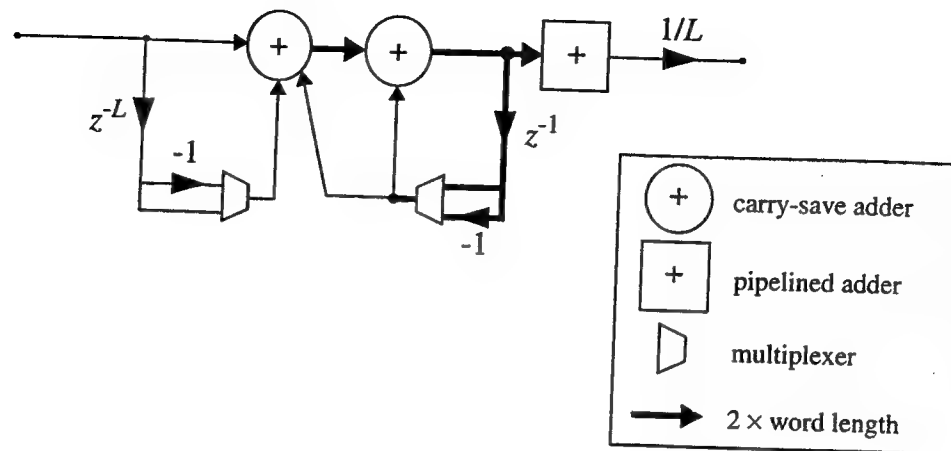 1/L
+
+
+
z^-L
z^-1
-1
-1
+ carry-save adder
+ pipelined adder
multiplexer
2 × word length